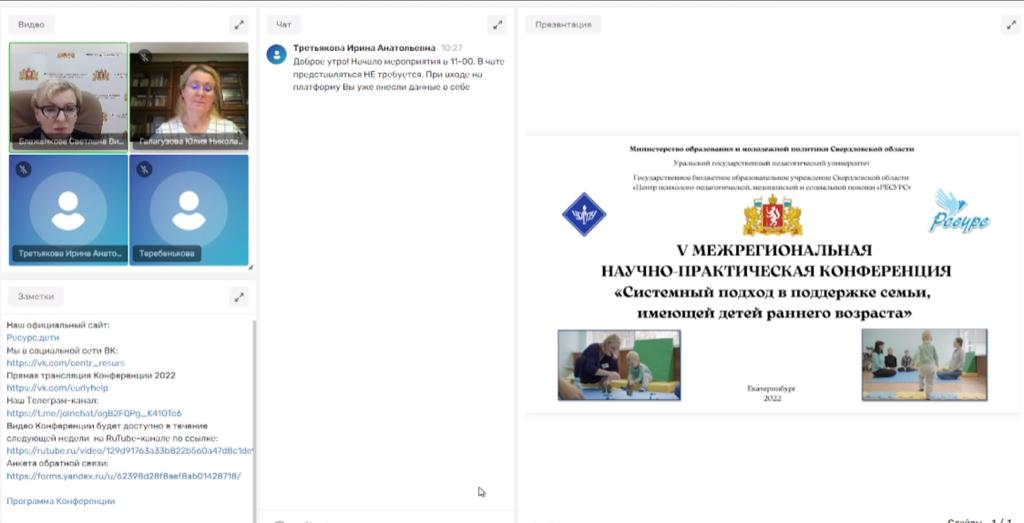 Видео
Блажанкова Светлана Ви...
Галагузова Юлия Никола...
Третьякова Ирина Анато...
Теребенькова
Заметки
Наш официальный сайт:
Ресурс.дети
Мы в социальной сети ВК:
https://vk.com/centr_resurs
Прямая трансляция Конференции 2022
https://vk.com/earlyhelp
Наш Телеграм-канал:
https://t.me/joinchat/ogB2FQPg_K41OTc6
Видео Конференции будет доступно в течение
следующей недели на RuTube-канале по ссылке:
https://rutube.ru/video/129d91763a33b822b560a47d8c1de
Анкета обратной связи:
https://forms.yandex.ru/u/62398d28f8aef8ab01428718/
Программа Конференции
Чат
Третьякова Ирина Анатольевна 10:27
Доброе утро! Начало мероприятия в 11-00. В чате
представляться НЕ требуется. При входе на
платформу Вы уже внесли данные о себе
Презентация
Министерство образования и молодежной политики Свердловской области
Уральский государственный педагогический университет
Государственное бюджетное образовательное учреждение Свердловской области
«Центр психолого-педагогической, медицинской и социальной помощи «РЕСУРС»
Ресурс
V МЕЖРЕГИОНАЛЬНАЯ
НАУЧНО-ПРАКТИЧЕСКАЯ КОНФЕРЕНЦИЯ
«Системный подход в поддержке семьи,
имеющей детей раннего возраста»
Екатеринбург
2022
Слайды 1 / 1